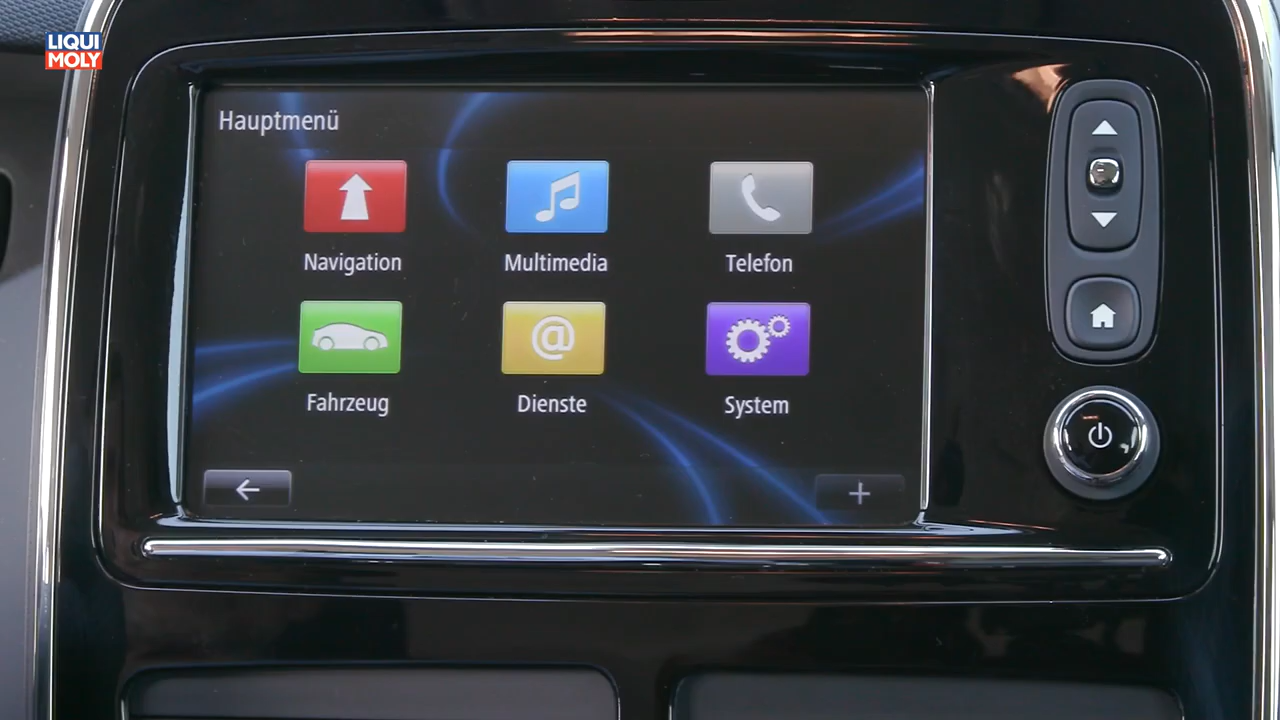 LIQUI
MOLY
Hauptmenü
Navigation
Multimedia
Telefon
@
Fahrzeug
Dienste
System